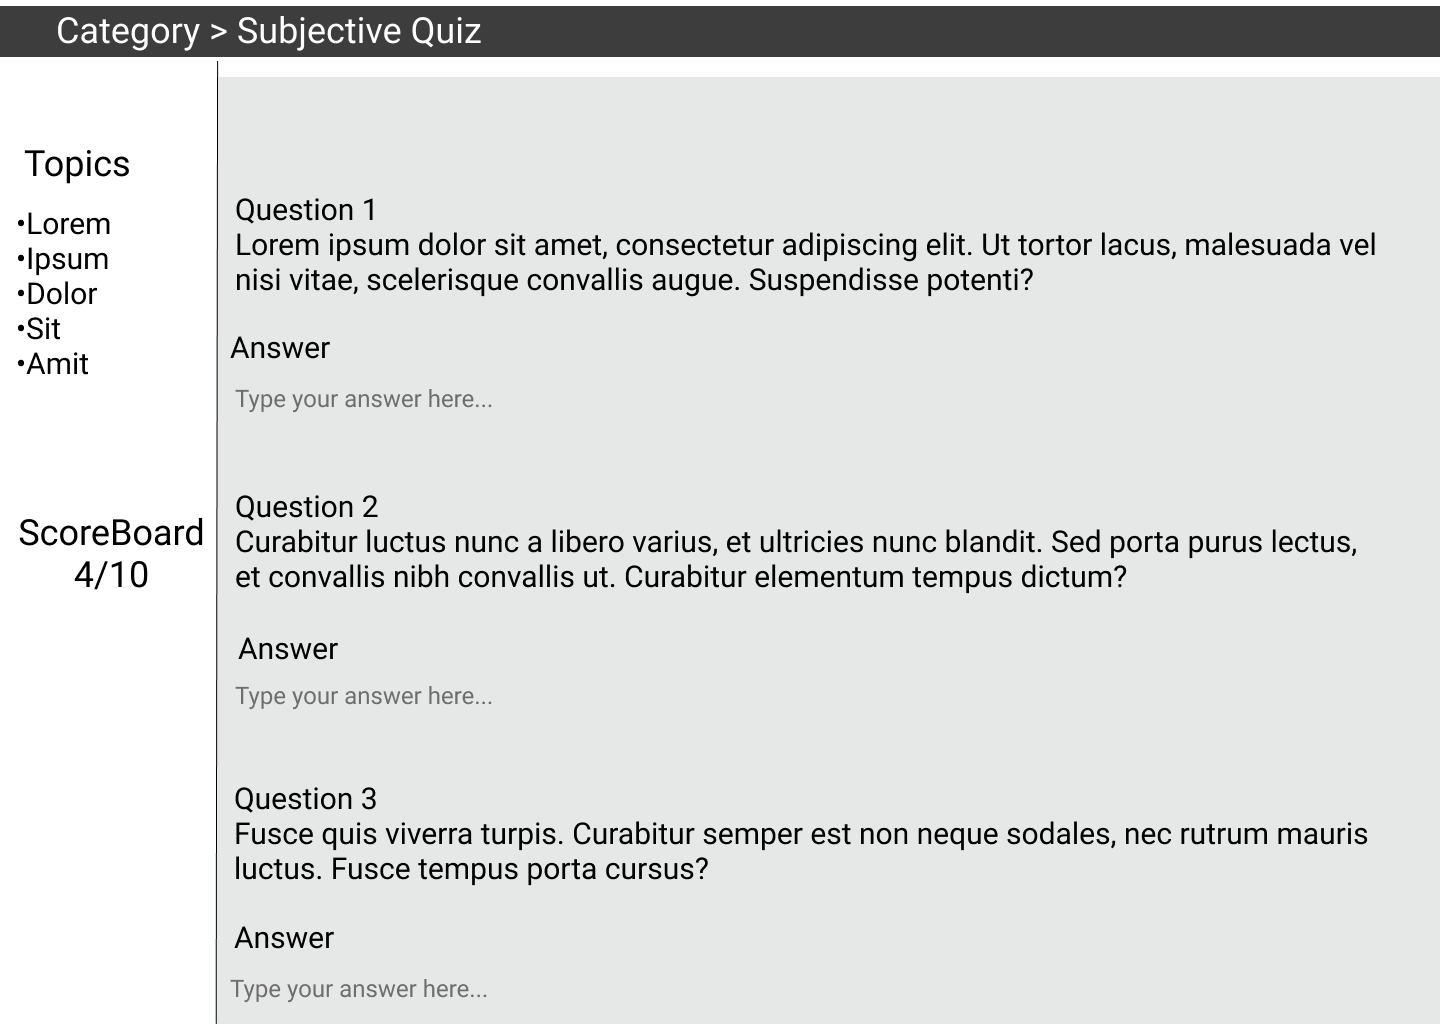 Category > Subjective Quiz
Topics
•Lorem
•Ipsum
•Dolor
•Sit
•Amit
ScoreBoard
4/10
Question 1
Lorem ipsum dolor sit amet, consectetur adipiscing elit. Ut tortor lacus, malesuada vel
nisi vitae, scelerisque convallis augue. Suspendisse potenti?
Answer
Type your answer here...
Question 2
Curabitur luctus nunc a libero varius, et ultricies nunc blandit. Sed porta purus lectus,
et convallis nibh convallis ut. Curabitur elementum tempus dictum?
Answer
Type your answer here...
Question 3
Fusce quis viverra turpis. Curabitur semper est non neque sodales, nec rutrum mauris
luctus. Fusce tempus porta cursus?
Answer
Type your answer here...